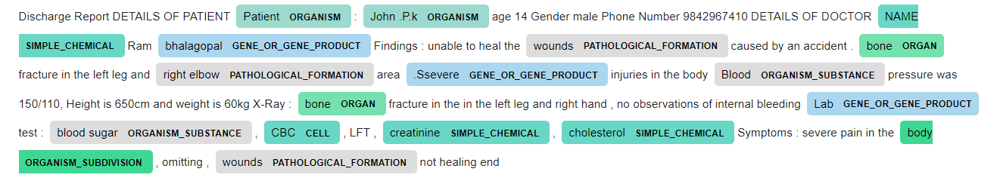 Discharge Report DETAILS OF PATIENT Patient ORGANISM : John .P.k ORGANISM age 14 Gender male Phone Number 9842967410 DETAILS OF DOCTOR NAME
SIMPLE_CHEMICAL Ram bhalagopal GENE_OR_GENE_PRODUCT Findings : unable to heal the wounds PATHOLOGICAL_FORMATION caused by an accident . bone ORGAN
fracture in the left leg and right elbow PATHOLOGICAL_FORMATION area .Ssevere GENE_OR_GENE_PRODUCT injuries in the body Blood ORGANISM_SUBSTANCE pressure was
150/110, Height is 650cm and weight is 60kg X-Ray : bone ORGAN fracture in the in the left leg and right hand , no observations of internal bleeding Lab GENE_OR_GENE_PRODUCT
test : blood sugar ORGANISM_SUBSTANCE , CBC CELL , LFT , creatinine SIMPLE_CHEMICAL , cholesterol SIMPLE_CHEMICAL Symptoms : severe pain in the body
ORGANISM_SUBDIVISION , omitting , wounds PATHOLOGICAL_FORMATION not healing end